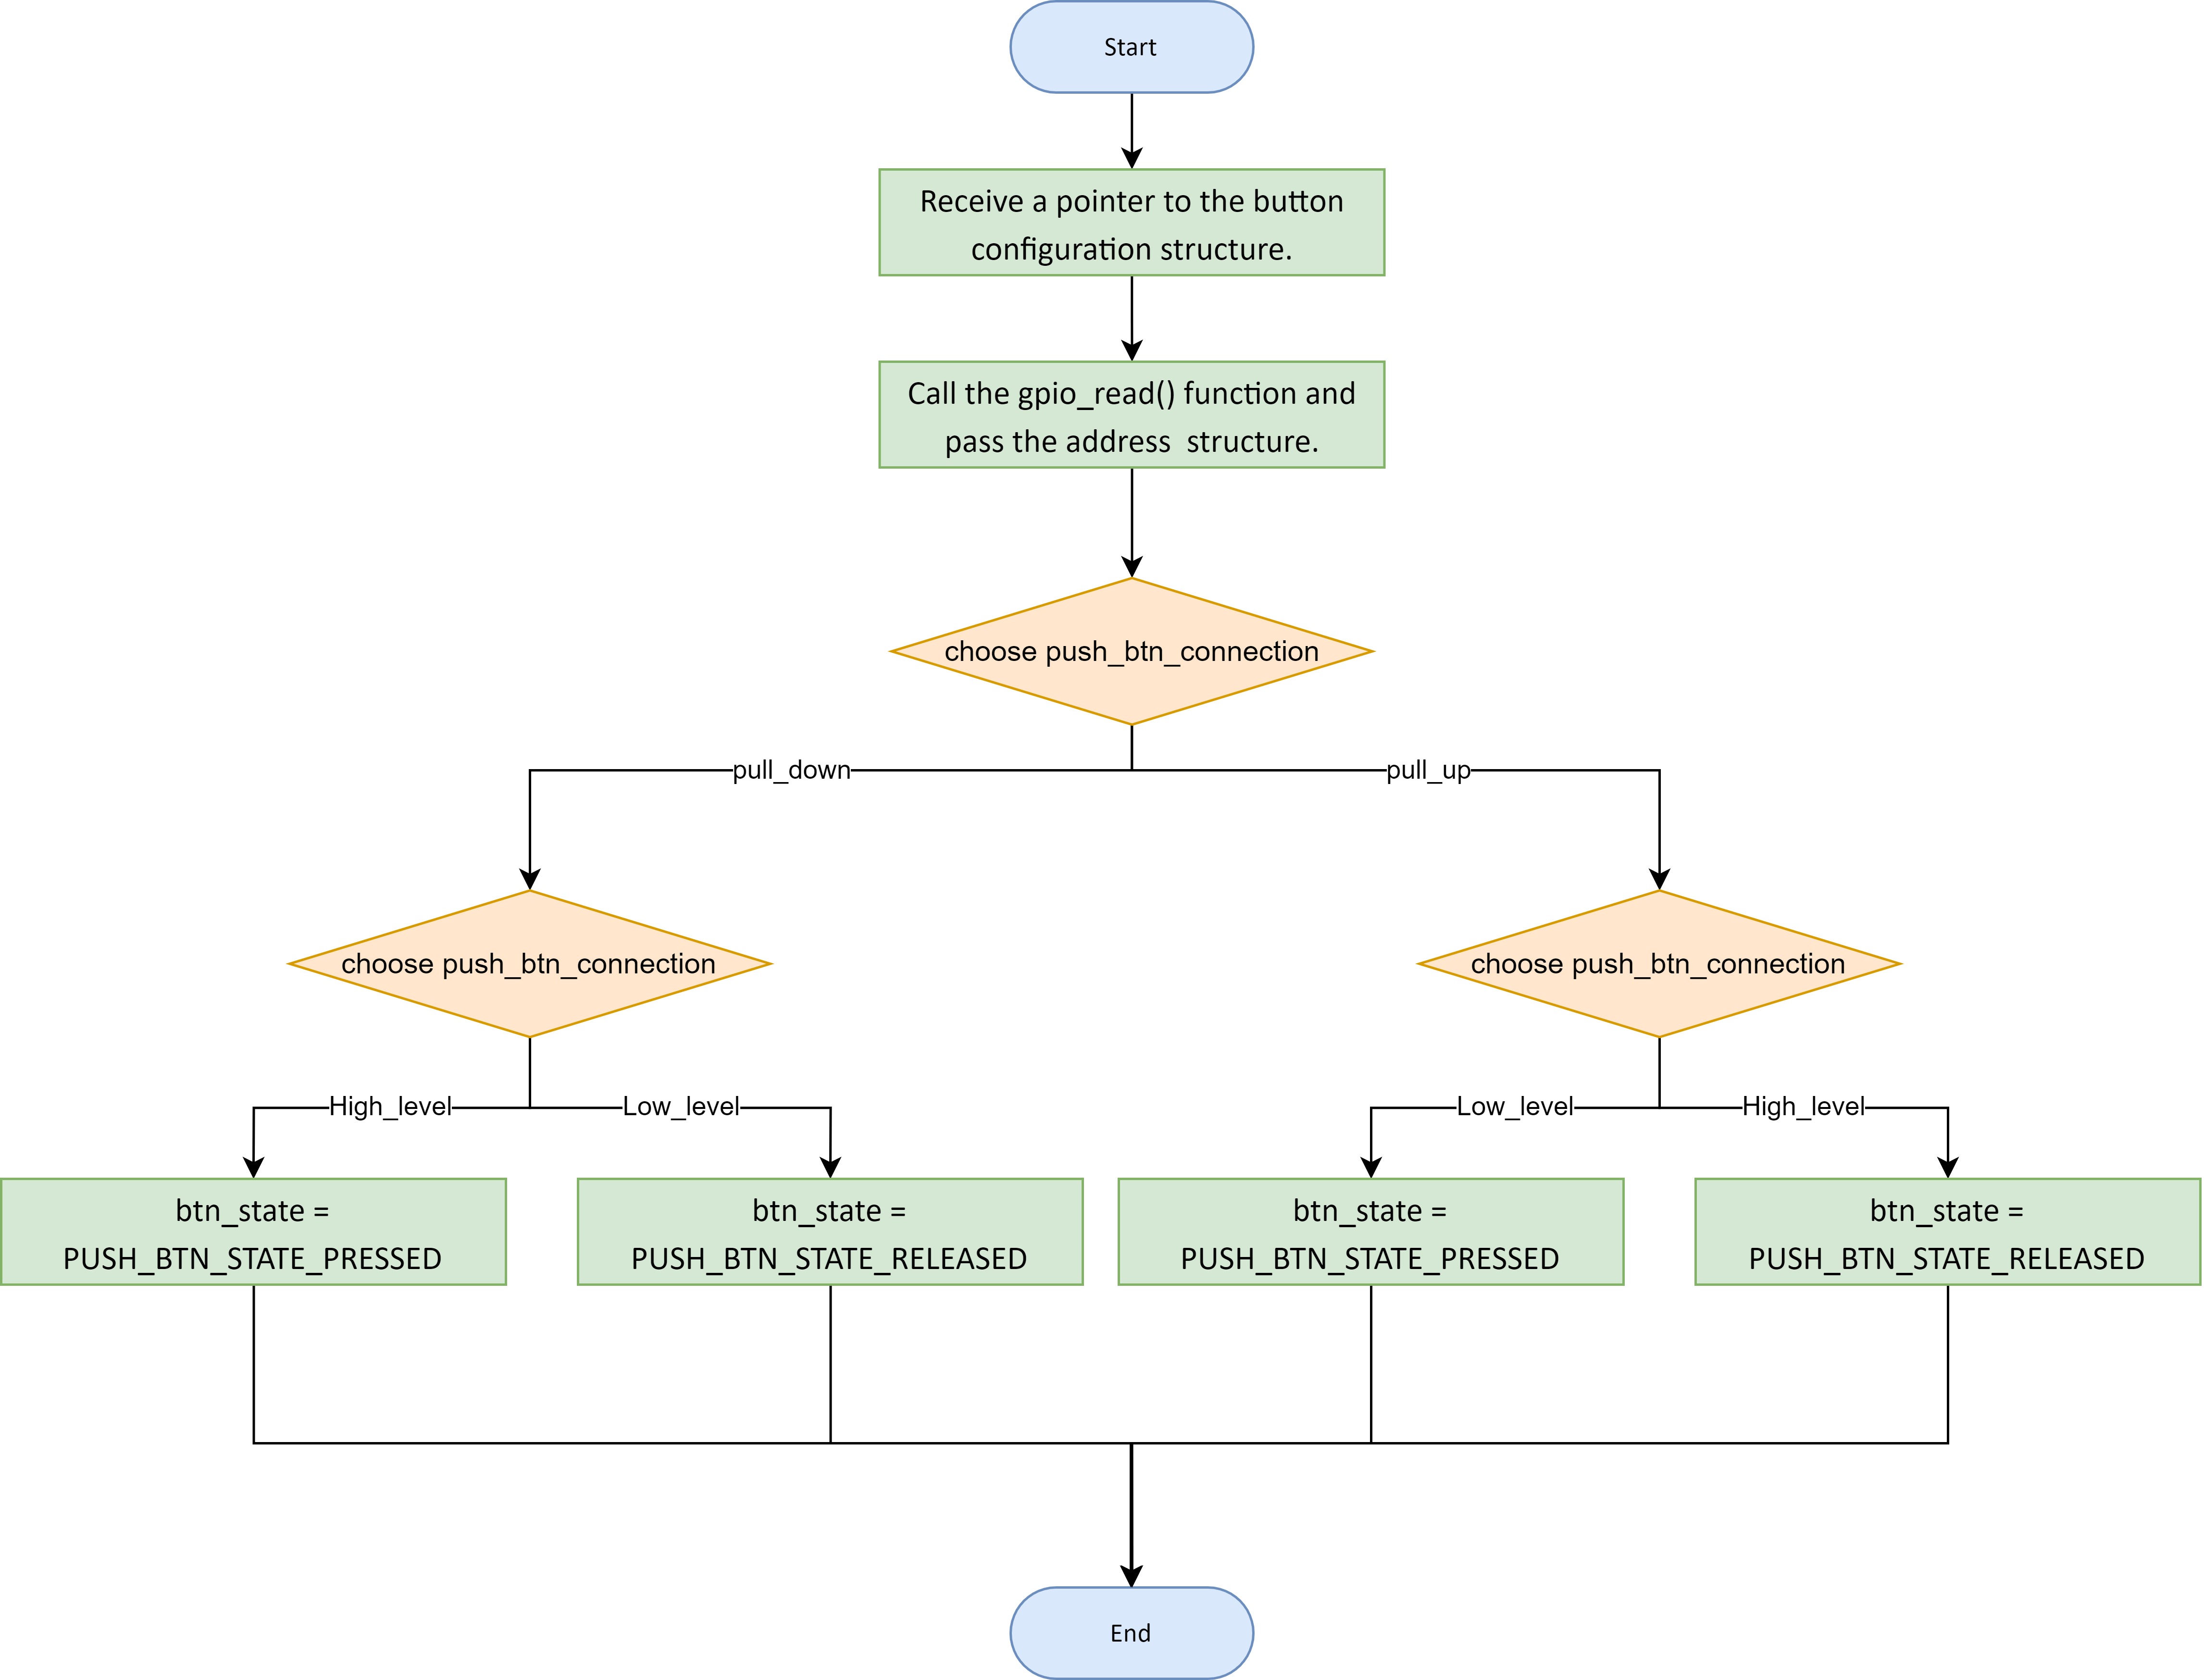 Start
Receive a pointer to the button
configuration structure.
Call the gpio_read() function and
pass the address  structure.
choose push_btn_connection
pull_down
pull_up
choose push_btn_connection
choose push_btn_connection
High_level
Low_level
Low_level
High_level
btn_state =
PUSH_BTN_STATE_PRESSED
btn_state =
PUSH_BTN_STATE_RELEASED
btn_state =
PUSH_BTN_STATE_PRESSED
btn_state =
PUSH_BTN_STATE_RELEASED
End